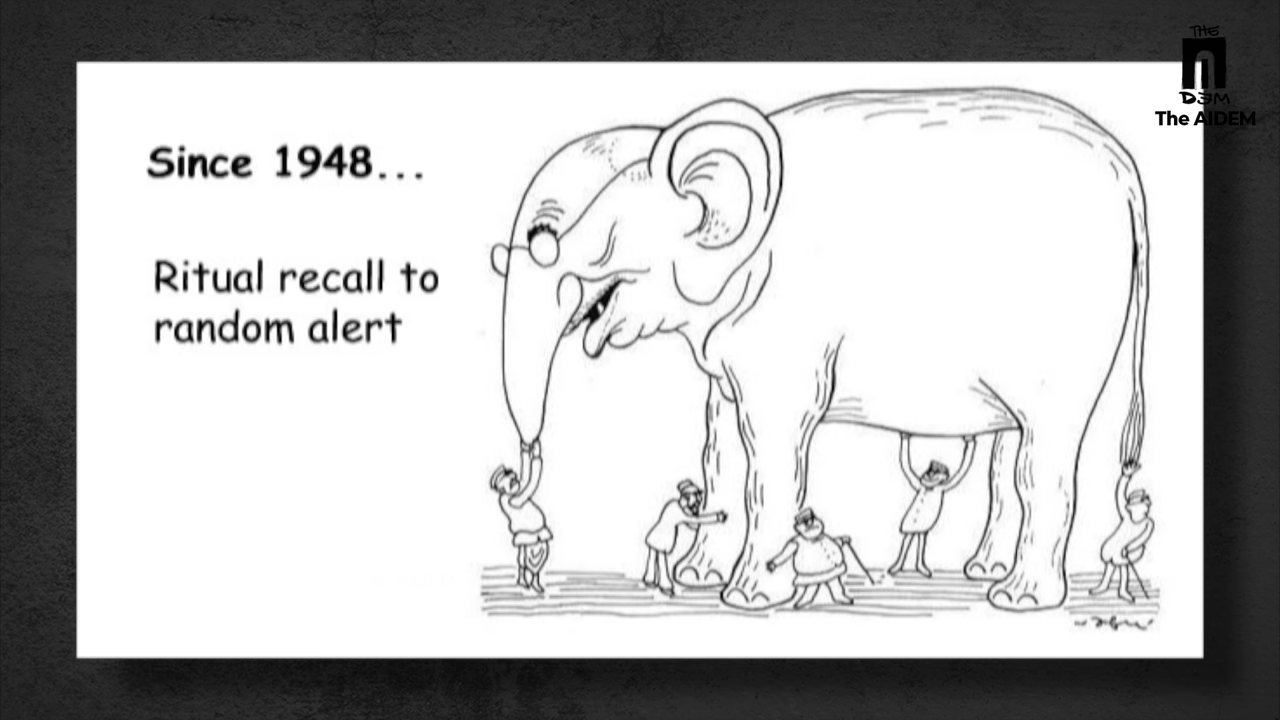 THE
The AIDEM
Since 1948...
Ritual recall to
random alert